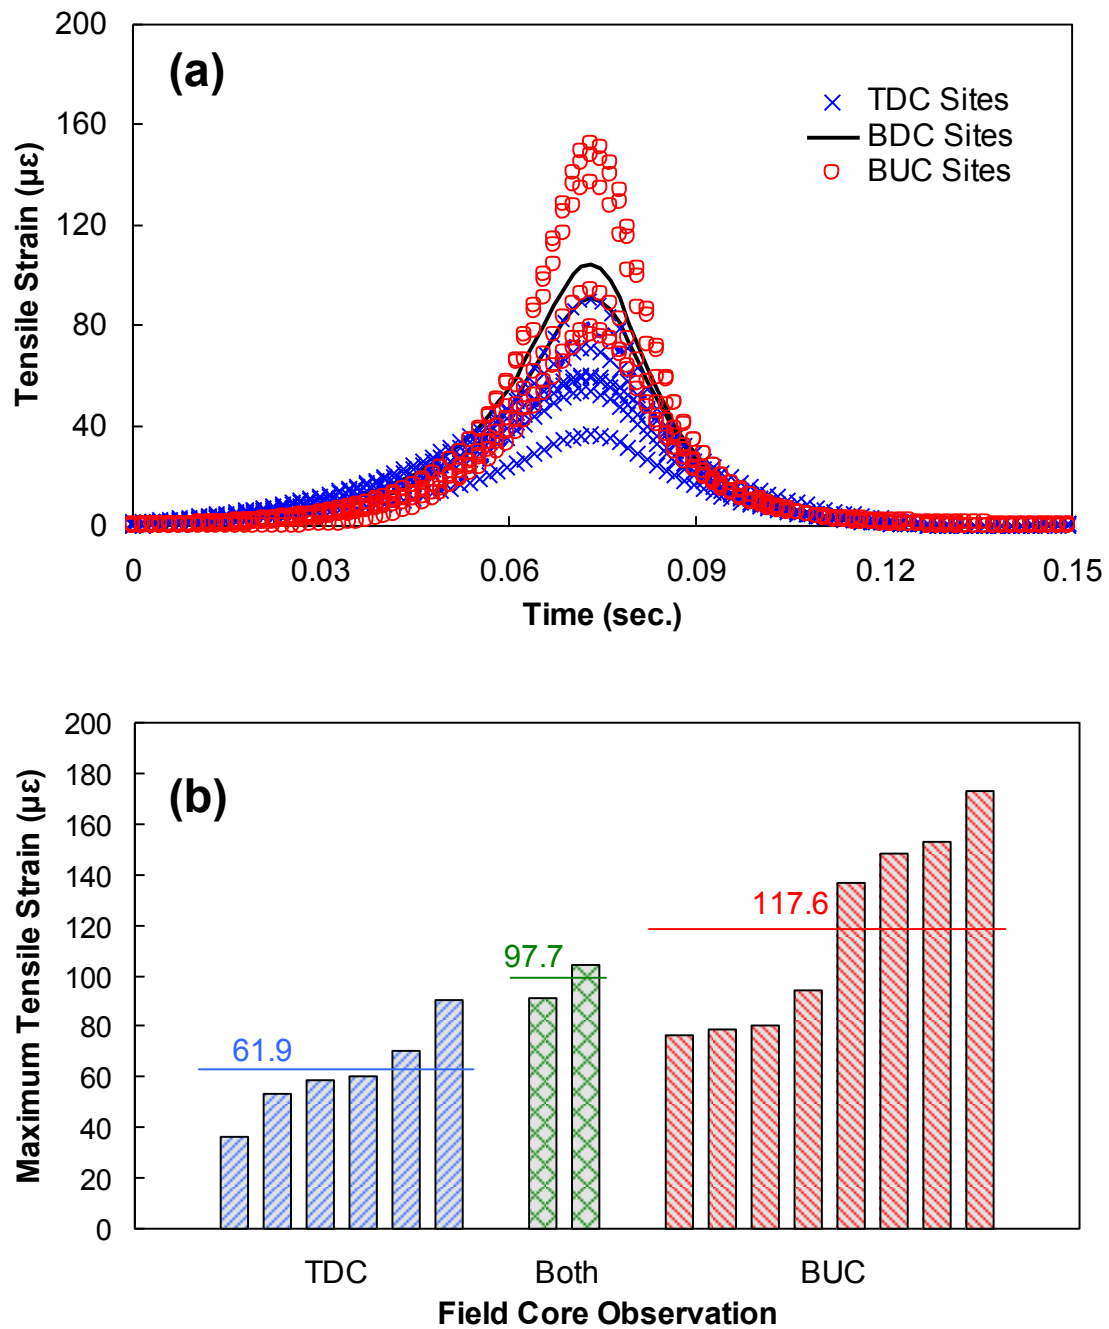 200
(a)
TDC Sites
BDC Sites
BUC Sites
160
120
80
40
0
Tensile Strain (με)
0 0.03 0.06 0.09 0.12 0.15
Time (sec.)
200
(b)
180
160
140
120
100
80
60
40
20
0
Maximum Tensile Strain (με)
61.9
97.7
117.6
TDC Both BUC
Field Core Observation